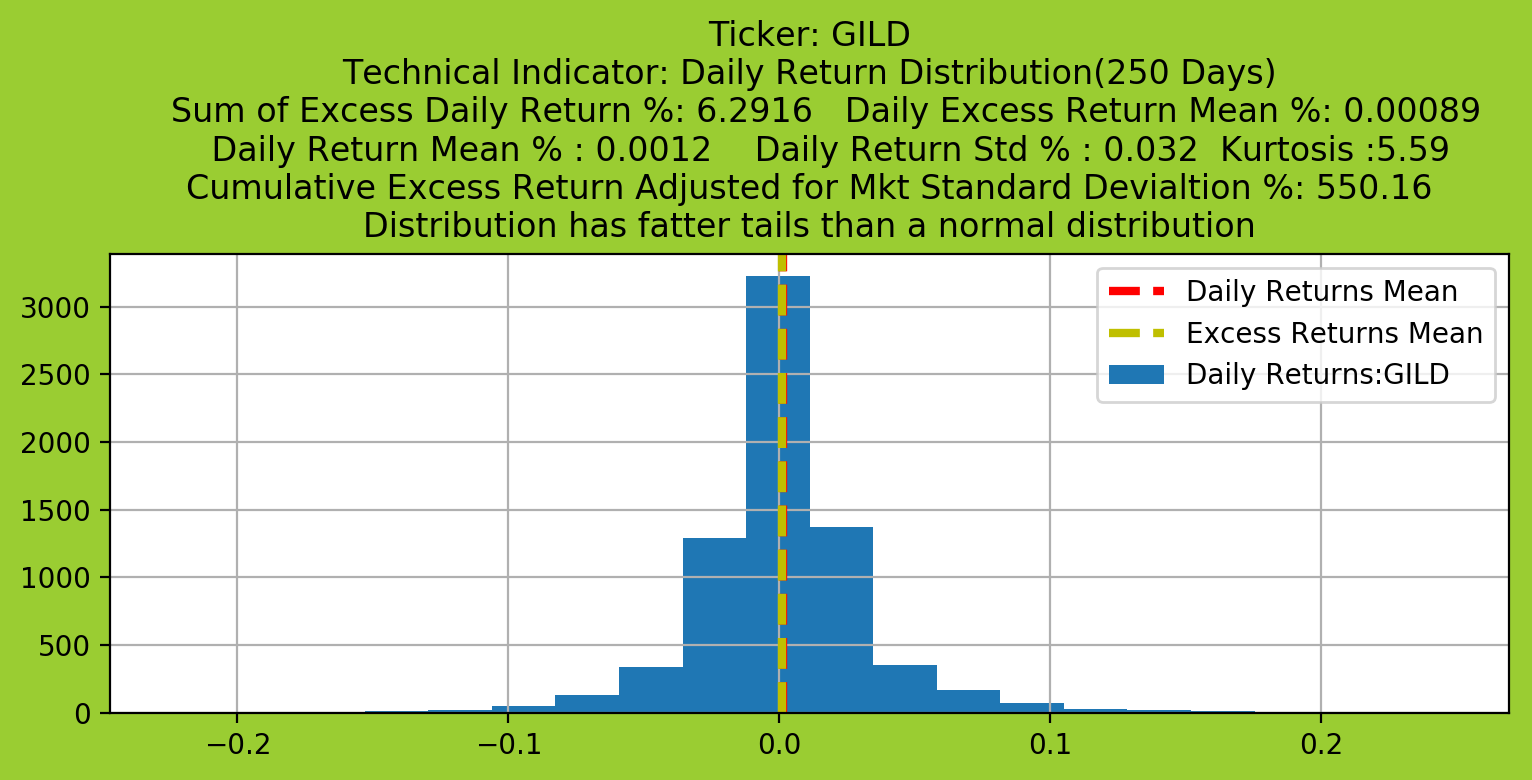 Ticker: GILD
Technical Indicator: Daily Return Distribution(250 Days)
Sum of Excess Daily Return %: 6.2916   Daily Excess Return Mean %: 0.00089
Daily Return Mean % : 0.0012    Daily Return Std % : 0.032  Kurtosis :5.59
Cumulative Excess Return Adjusted for Mkt Standard Devialtion %: 550.16
Distribution has fatter tails than a normal distribution
Daily Returns Mean
Excess Returns Mean
Daily Returns:GILD
3000
2500
2000
1500
1000
500
0
−0.2 −0.1 0.0 0.1 0.2